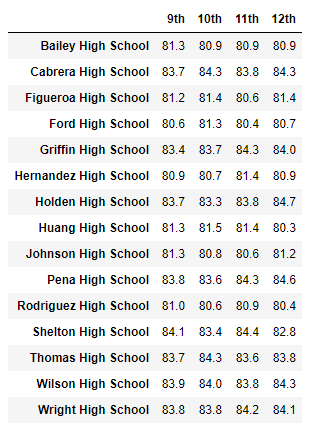 9th 10th 11th 12th
Bailey High School 81.3 80.9 80.9 80.9
Cabrera High School 83.7 84.3 83.8 84.3
Figueroa High School 81.2 81.4 80.6 81.4
Ford High School 80.6 81.3 80.4 80.7
Griffin High School 83.4 83.7 84.3 84.0
Hernandez High School 80.9 80.7 81.4 80.9
Holden High School 83.7 83.3 83.8 84.7
Huang High School 81.3 81.5 81.4 80.3
Johnson High School 81.3 80.8 80.6 81.2
Pena High School 83.8 83.6 84.3 84.6
Rodriguez High School 81.0 80.6 80.9 80.4
Shelton High School 84.1 83.4 84.4 82.8
Thomas High School 83.7 84.3 83.6 83.8
Wilson High School 83.9 84.0 83.8 84.3
Wright High School 83.8 83.8 84.2 84.1